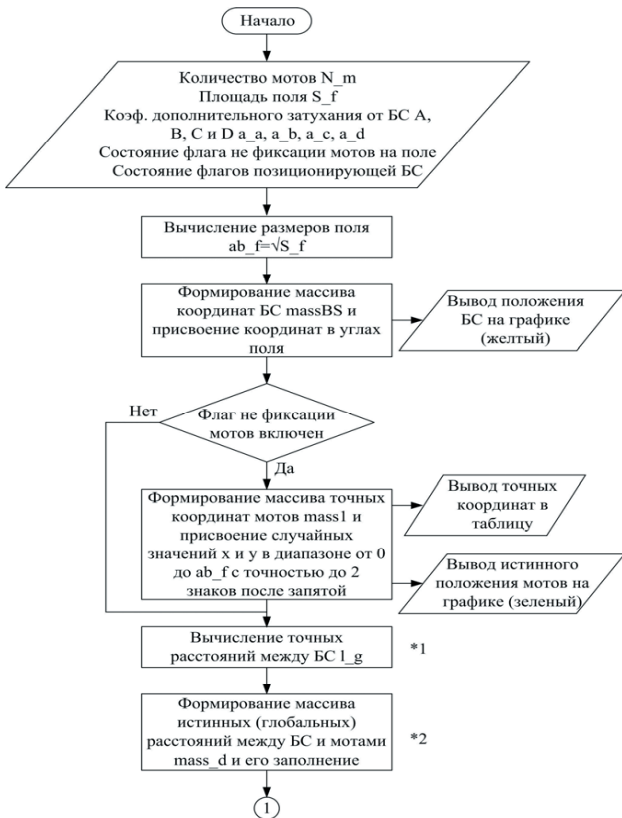 Начало
Количество мотов N_m
Площадь поля S_f
Коэф. дополнительного затухания от БС А,
В, С и D a_a, a_b, a_c, a_d
Состояние флага не фиксации мотов на поле
Состояние флагов позиционирующей БС
Вычисление размеров поля
ab_f=√S_f
Формирование массива
координат БС massBS и
присвоение координат в углах
поля
Вывод положения
БС на графике
(желтый)
Нет
Флаг не фиксации
мотов включен
Да
Формирование массива точных
координат мотов mass1 и
присвоение случайных
значений x и y в диапазоне от 0
до ab_f с точностью до 2
знаков после запятой
Вывод точных
координат в
таблицу
Вывод истинного
положения мотов на
графике (зеленый)
Вычисление точных
расстояний между БС l_g
*1
Формирование массива
истинных (глобальных)
расстояний между БС и мотами
mass_d и его заполнение
*2
1